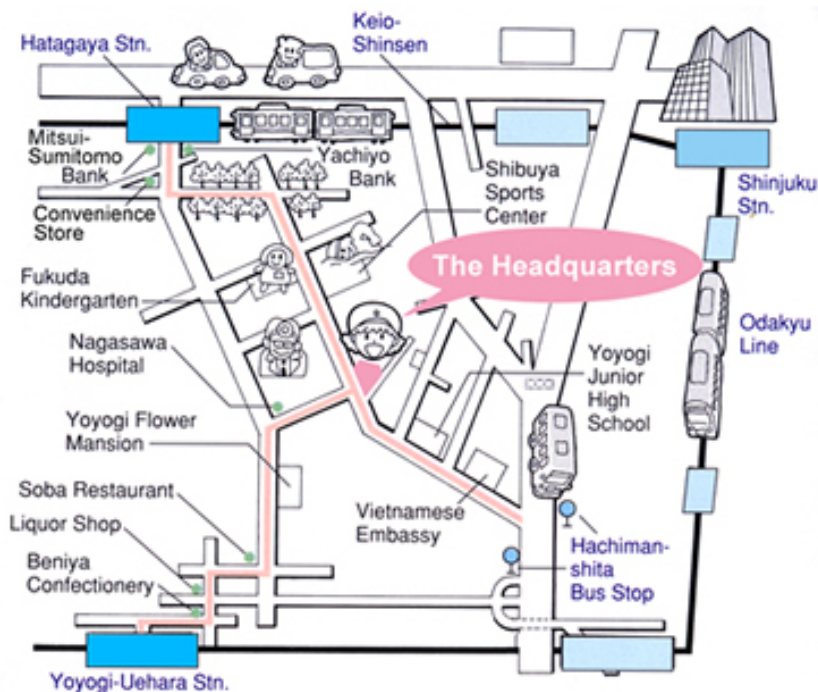 Hatagaya Stn.
Keio-
Shinsen
Mitsui-
Sumitomo
Bank
Yachiyo
Bank
Convenience
Store
Shibuya
Sports
Center
Shinjuku
Stn.
The Headquarters
Fukuda
Kindergarten
Odakyu
Line
Nagasawa
Hospital
Yoyogi
Junior
High
School
Yoyogi Flower
Mansion
Soba Restaurant
Vietnamese
Embassy
Liquor Shop
Hachiman-
shita
Bus Stop
Beniya
Confectionery
Yoyogi-Uehara Stn.